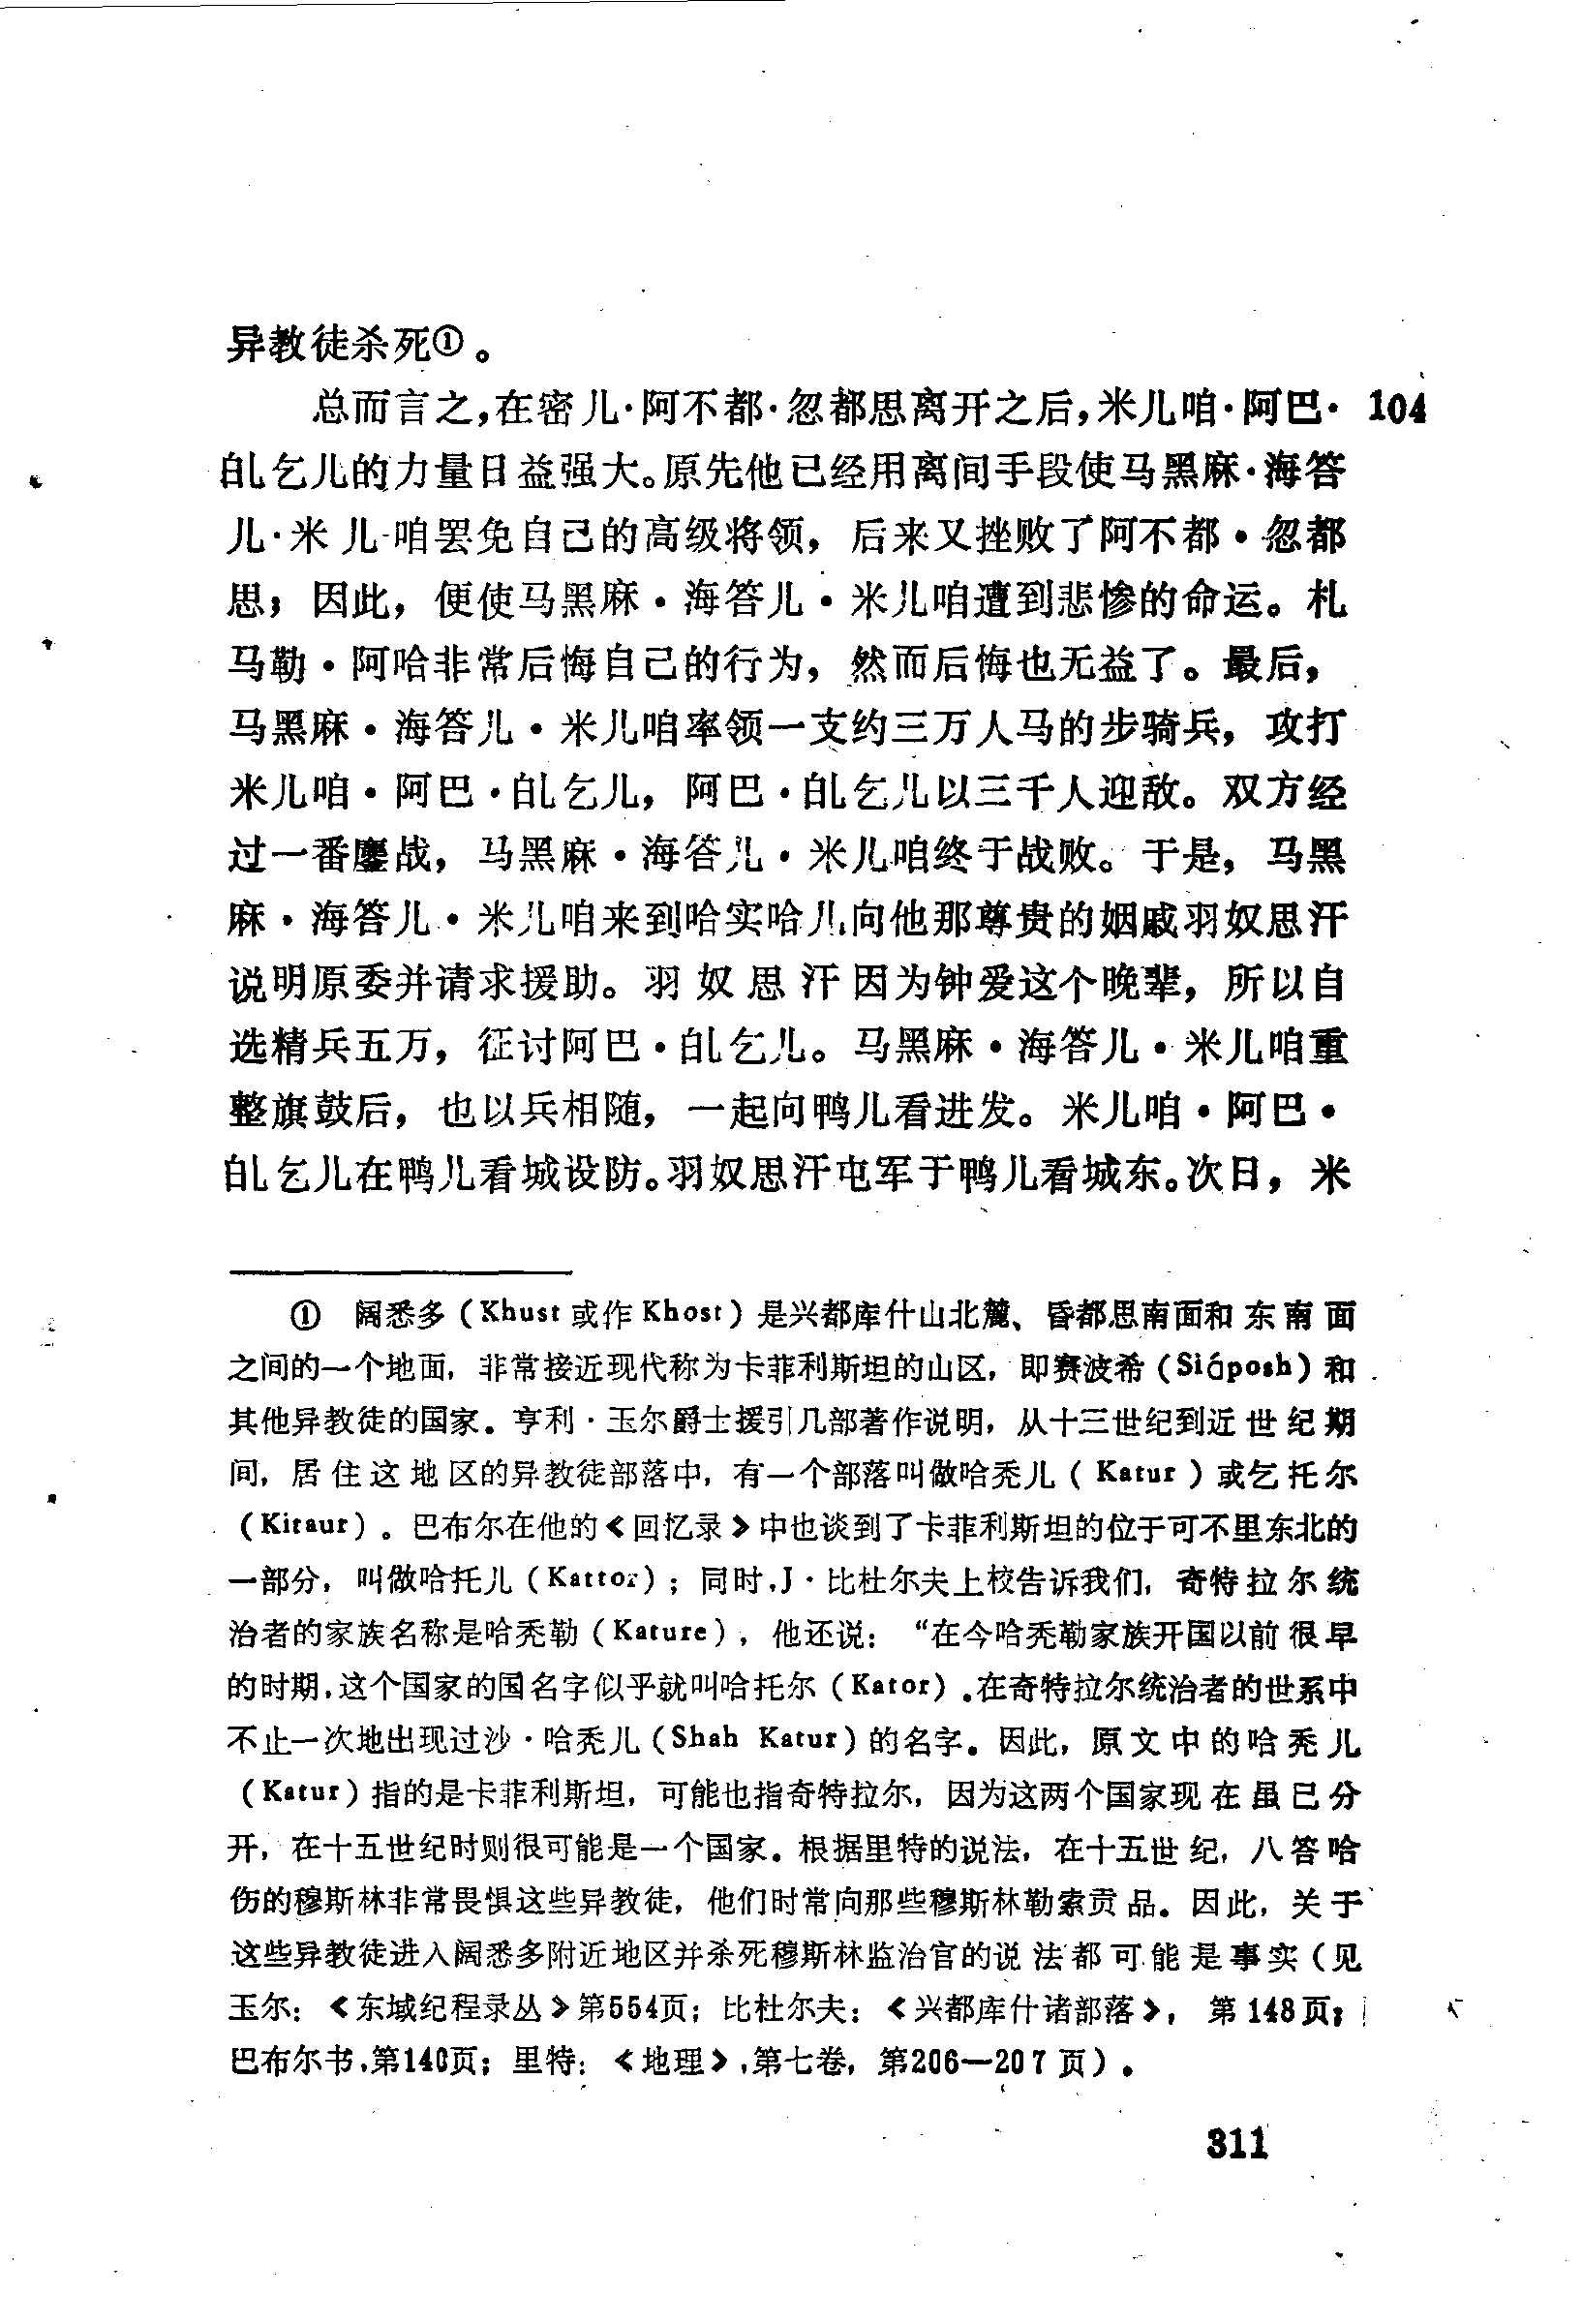 异教徒杀死①。
总而言之，在密儿·阿不都·忽都思离开之后，米儿咱·阿巴· 104
白乩乞儿的力量日益强大。原先他已经用离间手段使马黑麻·海答
儿·米儿咱罢免自己的高级将领，后来又挫败了阿不都·忽都
思；因此，便使马黑麻·海答儿·米儿咱遭到悲惨的命运。札
马勒·阿哈非常后悔自己的行为，然而后悔也无益了。最后，
马黑麻·海答儿·米儿咱率领一支约三万人马的步骑兵，攻打
米儿咱·阿巴·癿乞儿，阿巴·癿乞儿以三千人迎敌。双方经
过一番鏖战，马黑麻·海答儿·米儿咱终于战败。于是，马黑
麻·海答儿·米儿咱来到哈实哈儿向他那尊贵的姻戚羽奴思汗
说明原委并请求援助。羽奴思汗因为钟爱这个晚辈，所以自
选精兵五万，征讨阿巴·癿乞儿。马黑麻·海答儿·米儿咱重
整旗鼓后，也以兵相随，一起向鸭儿看进发。米儿咱·阿巴·
癿乞儿在鸭儿看城设防。羽奴思汗屯军于鸭儿看城东。次日，米
① 阔悉多（Khust 或作 Khost）是兴都库什山北麓、昏都思南面和东南面
之间的一个地面，非常接近现代称为卡菲利斯坦的山区，即赛波希（Siáposh）和
其他异教徒的国家。亨利·玉尔爵士援引几部著作说明，从十三世纪到近世纪期
间，居住这地区的异教徒部落中，有一个部落叫做哈秃儿（Katur）或乞托尔
（Kitaur）。巴布尔在他的《回忆录》中也谈到了卡菲利斯坦的位于可不里东北的
一部分，叫做哈托儿（Kattor）；同时，J·比杜尔夫上校告诉我们，奇特拉尔统
治者的家族名称是哈秃勒（Kature），他还说：“在今哈秃勒家族开国以前很早
的时期，这个国家的国名字似乎就叫哈托尔（Kator）。在奇特拉尔统治者的世系中
不止一次地出现过沙·哈秃儿（Shah Katur）的名字。因此，原文中的哈秃儿
（Katur）指的是卡菲利斯坦，可能也指奇特拉尔，因为这两个国家现在虽已分
开，在十五世纪时则很可能是一个国家。根据里特的说法，在十五世纪，八答哈
伤的穆斯林非常畏惧这些异教徒，他们时常向那些穆斯林勒索贡品。因此，关于
这些异教徒进入阔悉多附近地区并杀死穆斯林监治官的说法都可能是事实（见
玉尔：《东域纪程录丛》第554页；比杜尔夫：《兴都库什诸部落》，第148页；
巴布尔书，第140页；里特：《地理》，第七卷，第206—207页）。
311